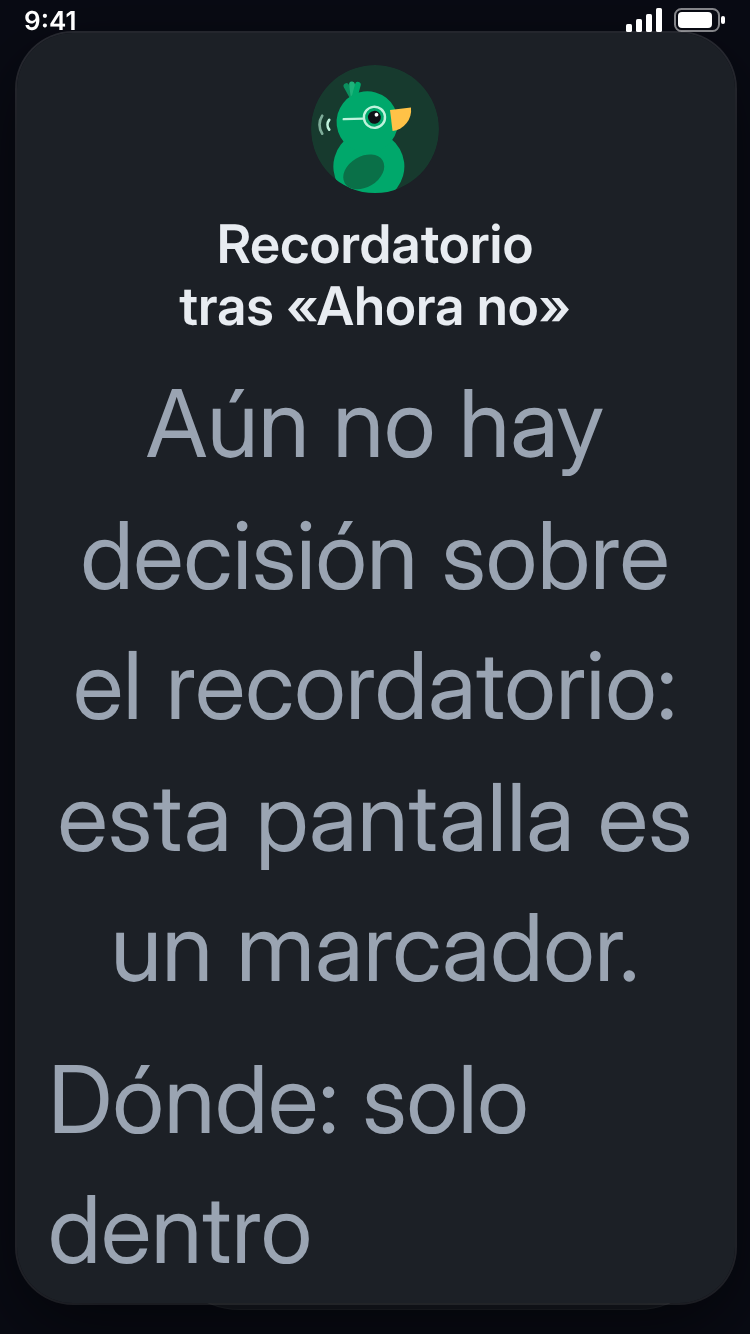 9:41
Recordatorio
tras «Ahora no»
Aún no hay
decisión sobre
el recordatorio:
esta pantalla es
un marcador.
Dónde: solo
dentro